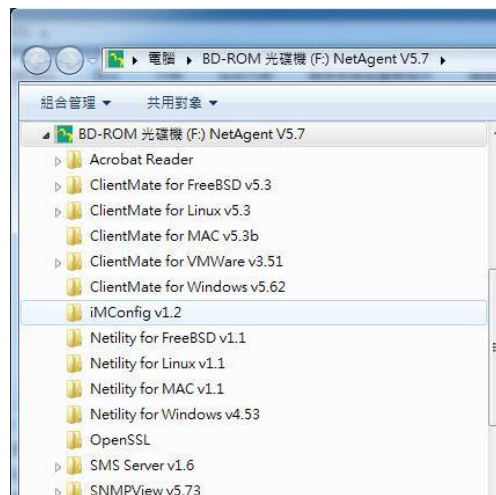 電腦 ▸ BD-ROM 光碟機 (F:) NetAgent V5.7 ▸
組合管理 ▼ 共用對象 ▼
BD-ROM 光碟機 (F:) NetAgent V5.7
Acrobat Reader
ClientMate for FreeBSD v5.3
ClientMate for Linux v5.3
ClientMate for MAC v5.3b
ClientMate for VMWare v3.51
ClientMate for Windows v5.62
iMConfig v1.2
Netility for FreeBSD v1.1
Netility for Linux v1.1
Netility for MAC v1.1
Netility for Windows v4.53
OpenSSL
SMS Server v1.6
SNMPView v5.73